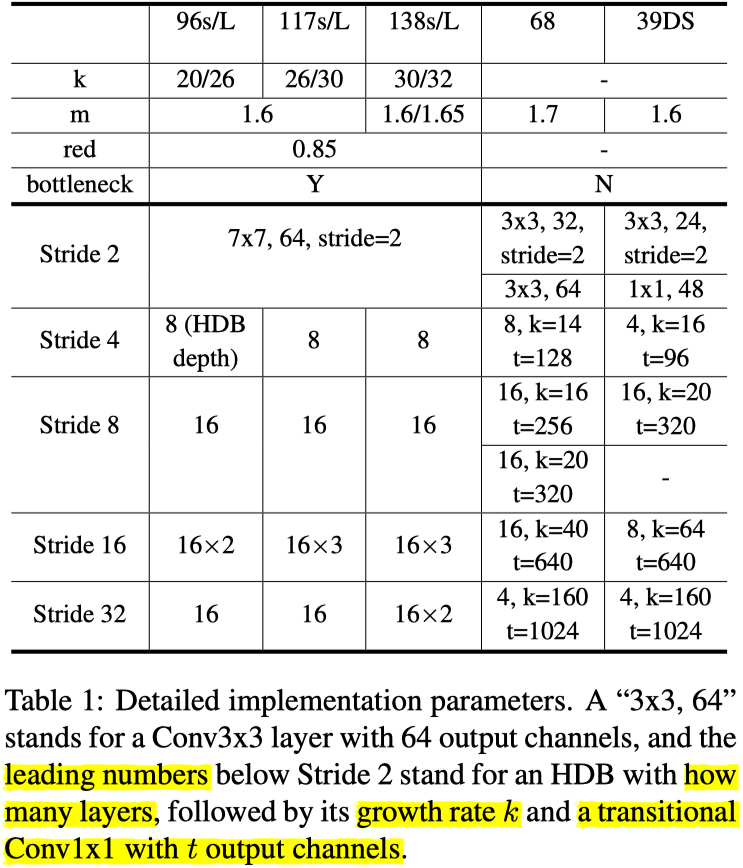 96s/L 117s/L 138s/L 68 39DS
k 20/26 26/30 30/32 -
m 1.6 1.6/1.65 1.7 1.6
red 0.85 -
bottleneck Y N
Stride 2 7x7, 64, stride=2 3x3, 32, stride=2 3x3, 24, stride=2
3x3, 64 1x1, 48
Stride 4 8 (HDB depth) 8 8 8, k=14 t=128 4, k=16 t=96
Stride 8 16 16 16 16, k=16 t=256 16, k=20 t=320
16, k=20 t=320 -
Stride 16 16×2 16×3 16×3 16, k=40 t=640 8, k=64 t=640
Stride 32 16 16 16×2 4, k=160 t=1024 4, k=160 t=1024
Table 1: Detailed implementation parameters. A “3x3, 64”
stands for a Conv3x3 layer with 64 output channels, and the
leading numbers below Stride 2 stand for an HDB with how
many layers, followed by its growth rate k and a transitional
Conv1x1 with t output channels.